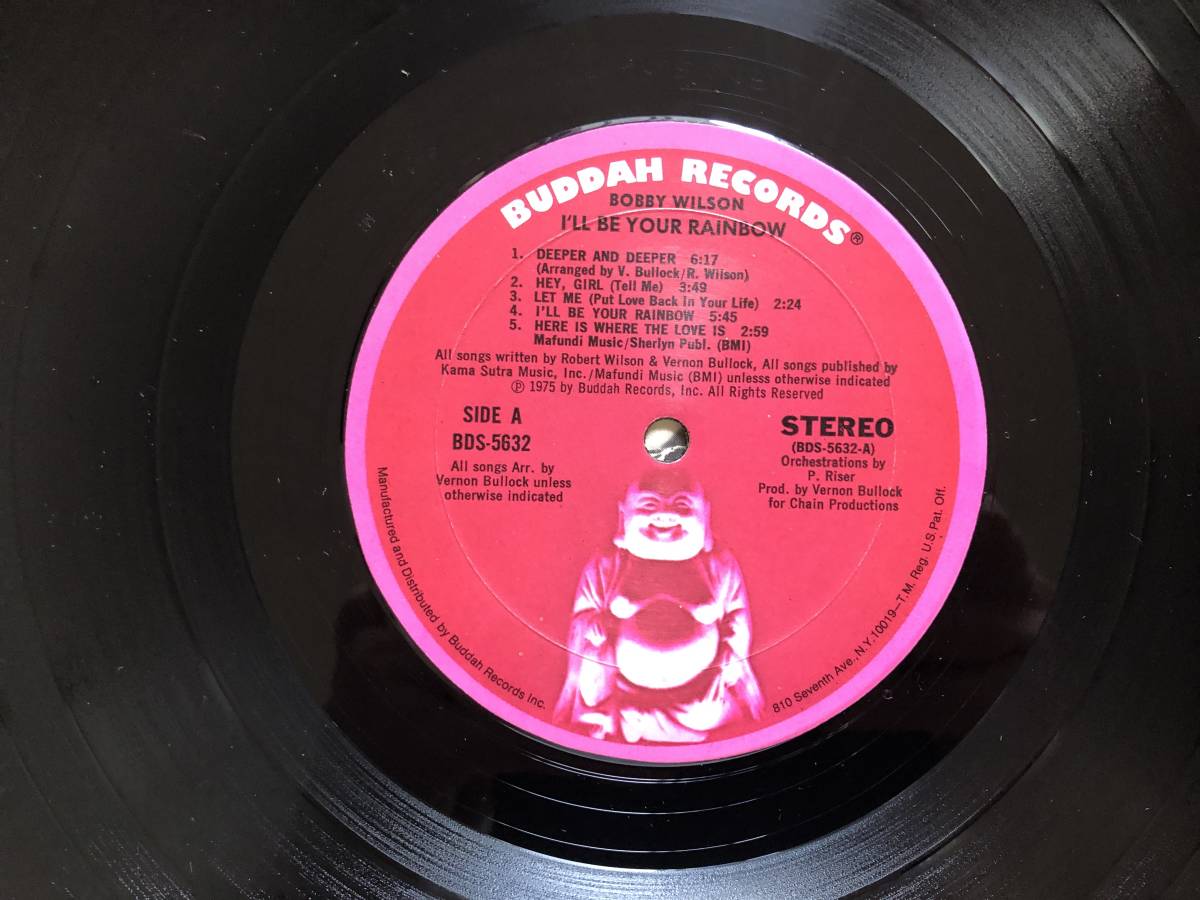 BUDDAH RECORDS®
BOBBY WILSON
I'LL BE YOUR RAINBOW
1. DEEPER AND DEEPER 6:17
(Arranged by V. Bullock/R. Wilson)
2. HEY, GIRL (Tell Me) 3:49
3. LET ME (Put Love Back In Your Life) 2:24
4. I'LL BE YOUR RAINBOW 5:45
5. HERE IS WHERE THE LOVE IS 2:59
Mafundi Music/Sherlyn Publ. (BMI)
All songs written by Robert Wilson & Vernon Bullock, All songs published by
Kama Sutra Music, Inc./Mafundi Music (BMI) unlesss otherwise indicated
℗ 1975 by Buddah Records, Inc. All Rights Reserved
SIDE A
BDS-5632
All songs Arr. by
Vernon Bullock unless
otherwise indicated
STEREO
(BDS-5632-A)
Orchestrations by
P. Riser
Prod. by Vernon Bullock
for Chain Productions
Manufactured and Distributed by Buddah Records Inc.
810 Seventh Ave., N.Y. 10019—T.M. Reg. U.S. Pat. Off.